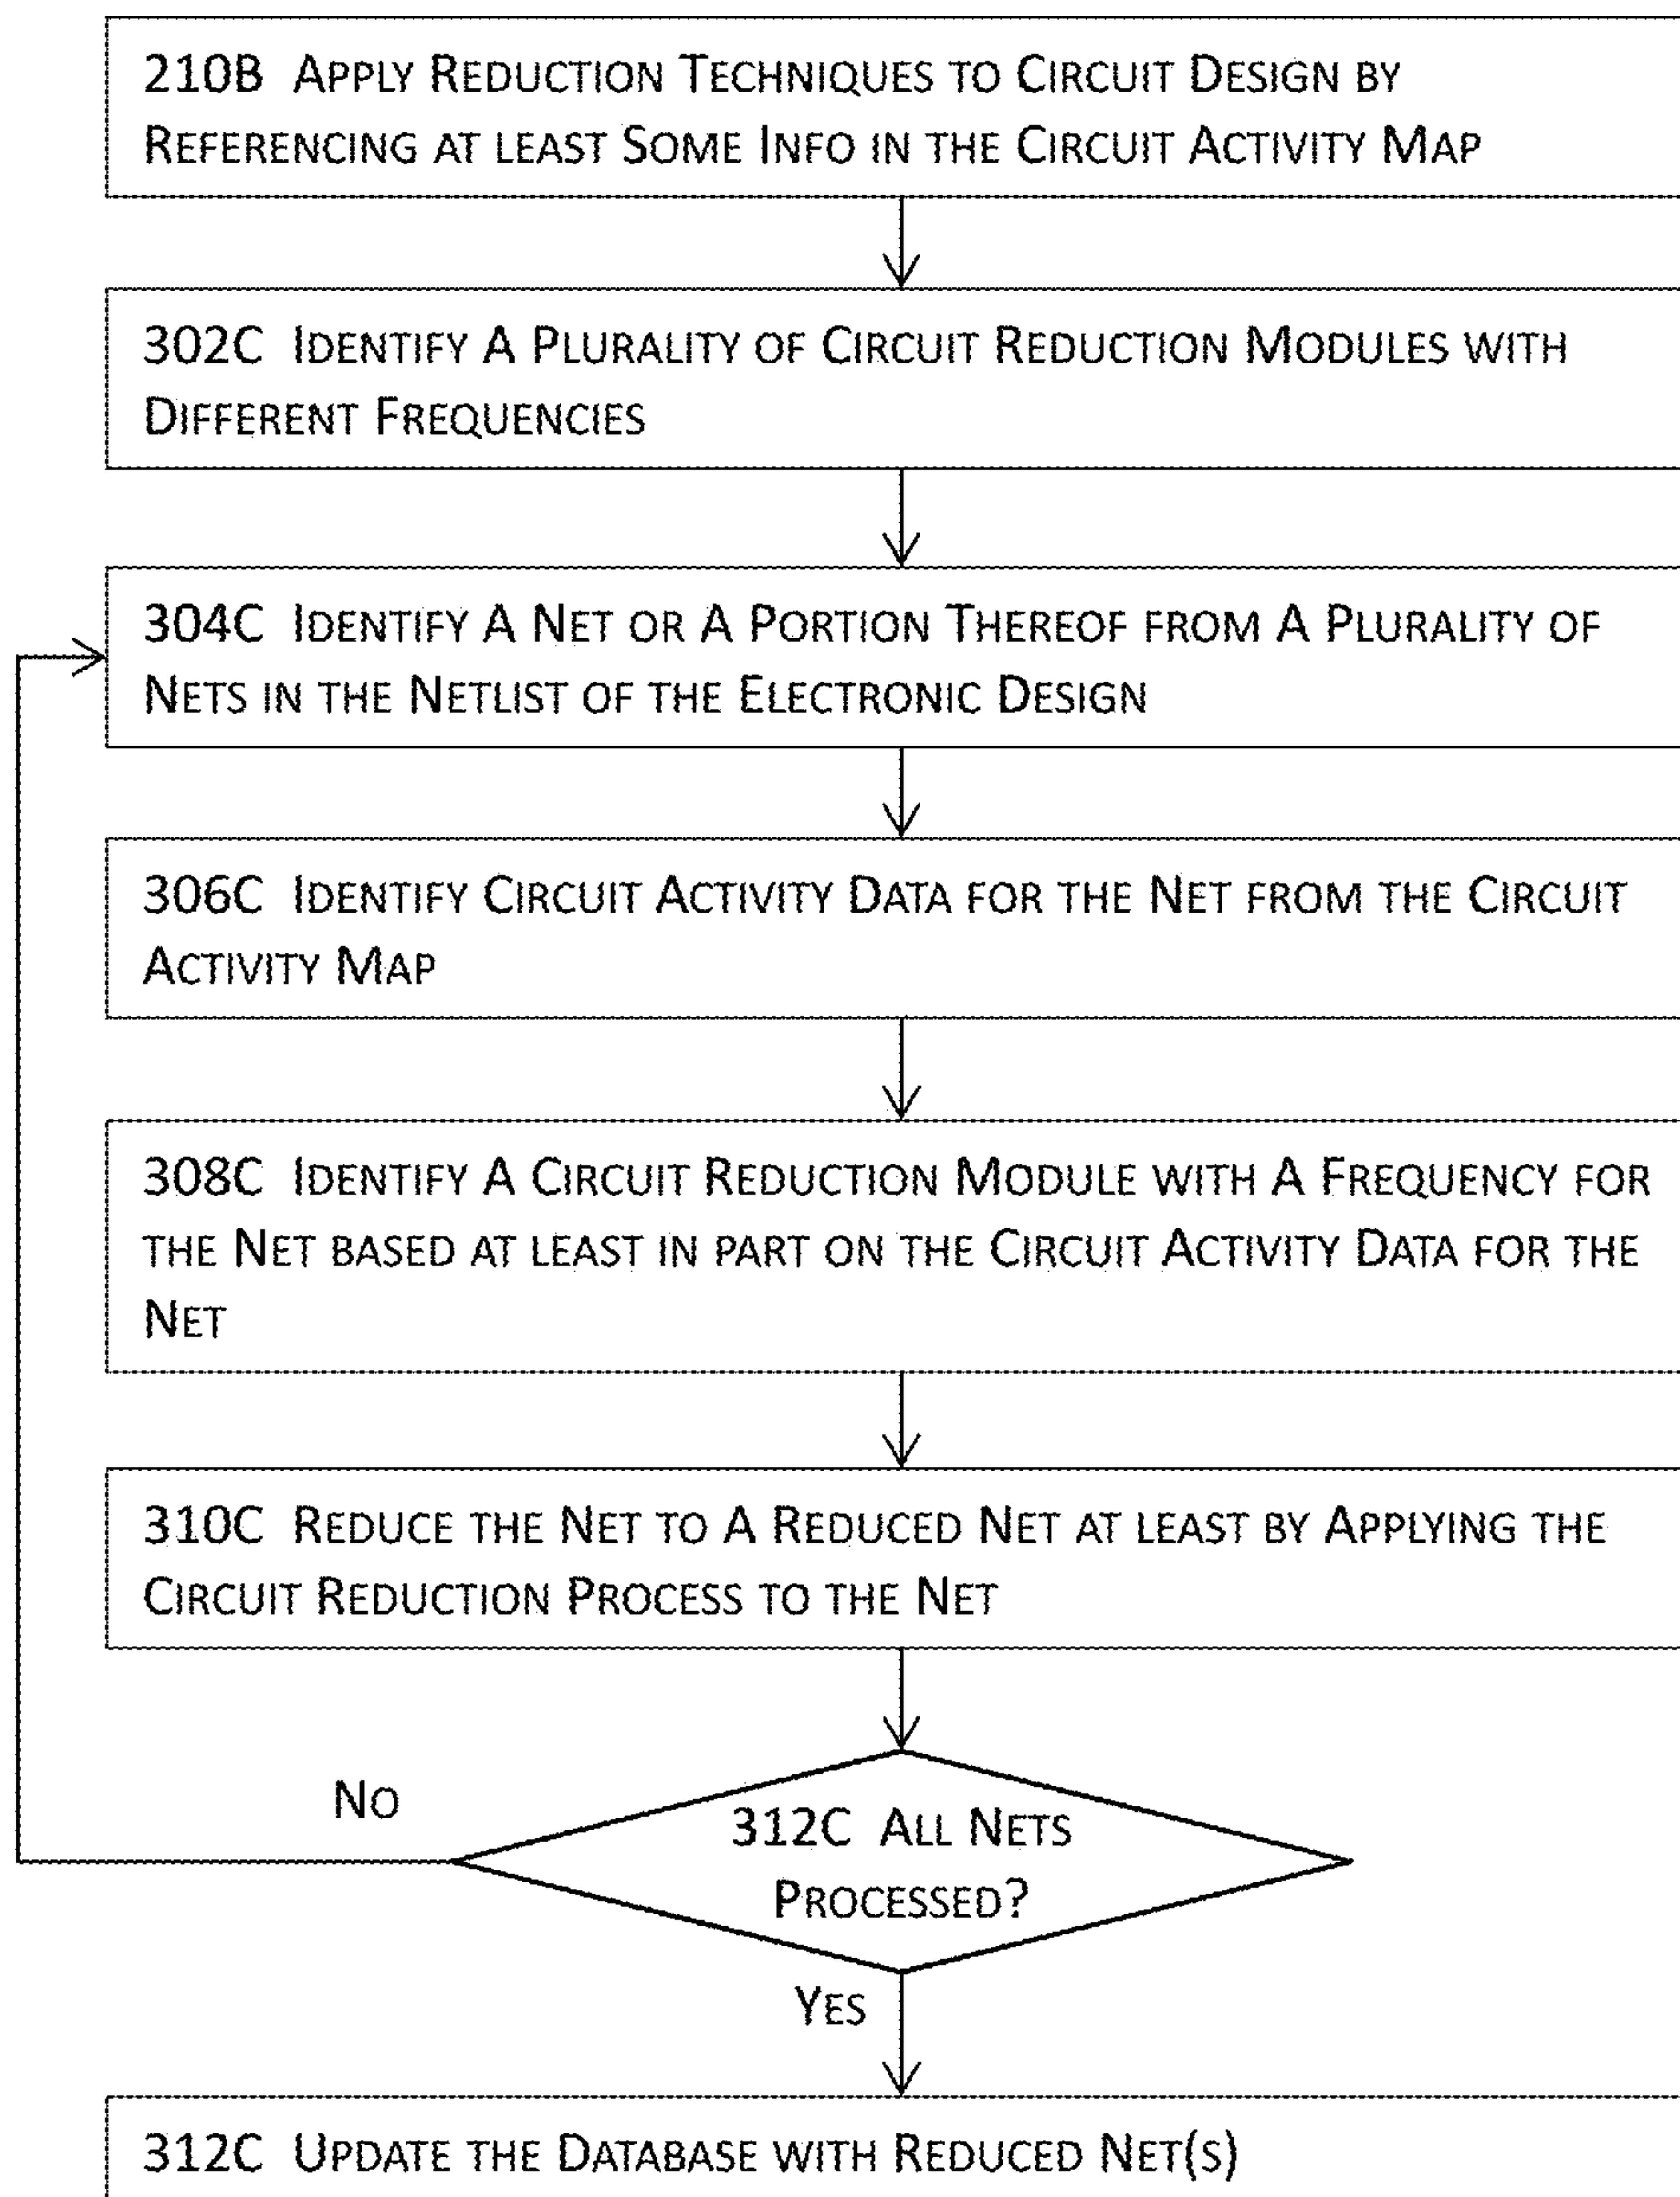 210B Apply Reduction Techniques to Circuit Design by
Referencing at least Some Info in the Circuit Activity Map
302C Identify A Plurality of Circuit Reduction Modules with
Different Frequencies
304C Identify A Net or A Portion Thereof from A Plurality of
Nets in the Netlist of the Electronic Design
306C Identify Circuit Activity Data for the Net from the Circuit
Activity Map
308C Identify A Circuit Reduction Module with A Frequency for
the Net based at least in part on the Circuit Activity Data for the
Net
310C Reduce the Net to A Reduced Net at least by Applying the
Circuit Reduction Process to the Net
No
312C All Nets
Processed?
Yes
312C Update the Database with Reduced Net(s)